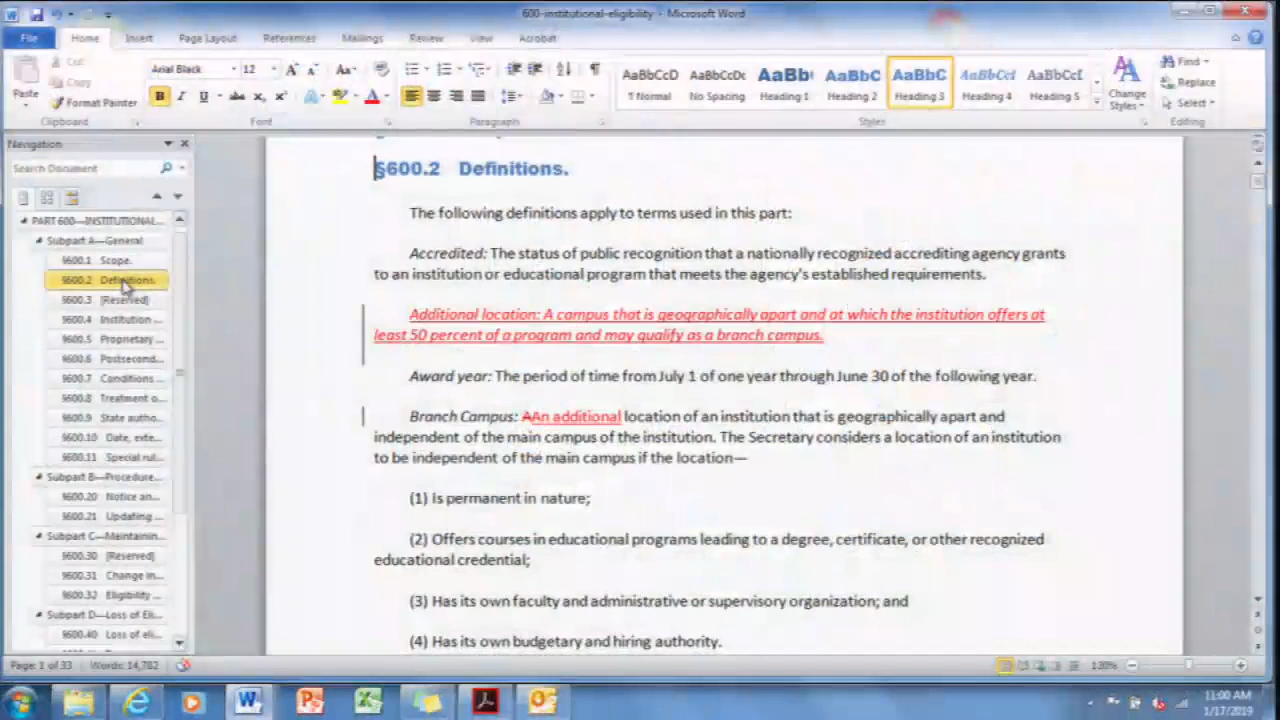 600-institutional-eligibility - Microsoft Word
File Home Insert Page Layout References Mailings Review View Acrobat
Paste
Cut
Copy
Format Painter
Clipboard
Arial Black 12
Font
Paragraph
AaBbCcD AaBbCcDc AaBb( AaBbC AaBbC AaBbCcI AaBbCcI
¶ Normal No Spacing Heading 1 Heading 2 Heading 3 Heading 4 Heading 5
Styles
Change Styles
Find
Replace
Select
Editing
Navigation
Search Document
PART 600—INSTITUTIONAL...
Subpart A—General
§600.1 Scope.
§600.2 Definitions.
§600.3 [Reserved]
§600.4 Institution ...
§600.5 Proprietary ...
§600.6 Postsecond...
§600.7 Conditions ...
§600.8 Treatment o...
§600.9 State autho...
§600.10 Date, exte...
§600.11 Special rul...
Subpart B—Procedure...
§600.20 Notice an...
§600.21 Updating ...
Subpart C—Maintainin...
§600.30 [Reserved]
§600.31 Change in...
§600.32 Eligibility ...
Subpart D—Loss of Eli...
§600.40 Loss of eli...
§600.2 Definitions.
The following definitions apply to terms used in this part:
Accredited: The status of public recognition that a nationally recognized accrediting agency grants
to an institution or educational program that meets the agency's established requirements.
Additional location: A campus that is geographically apart and at which the institution offers at
least 50 percent of a program and may qualify as a branch campus.
Award year: The period of time from July 1 of one year through June 30 of the following year.
Branch Campus: AAn additional location of an institution that is geographically apart and
independent of the main campus of the institution. The Secretary considers a location of an institution
to be independent of the main campus if the location—
(1) Is permanent in nature;
(2) Offers courses in educational programs leading to a degree, certificate, or other recognized
educational credential;
(3) Has its own faculty and administrative or supervisory organization; and
(4) Has its own budgetary and hiring authority.
Page: 1 of 33 Words: 14,782
120%
11:00 AM
1/17/2019